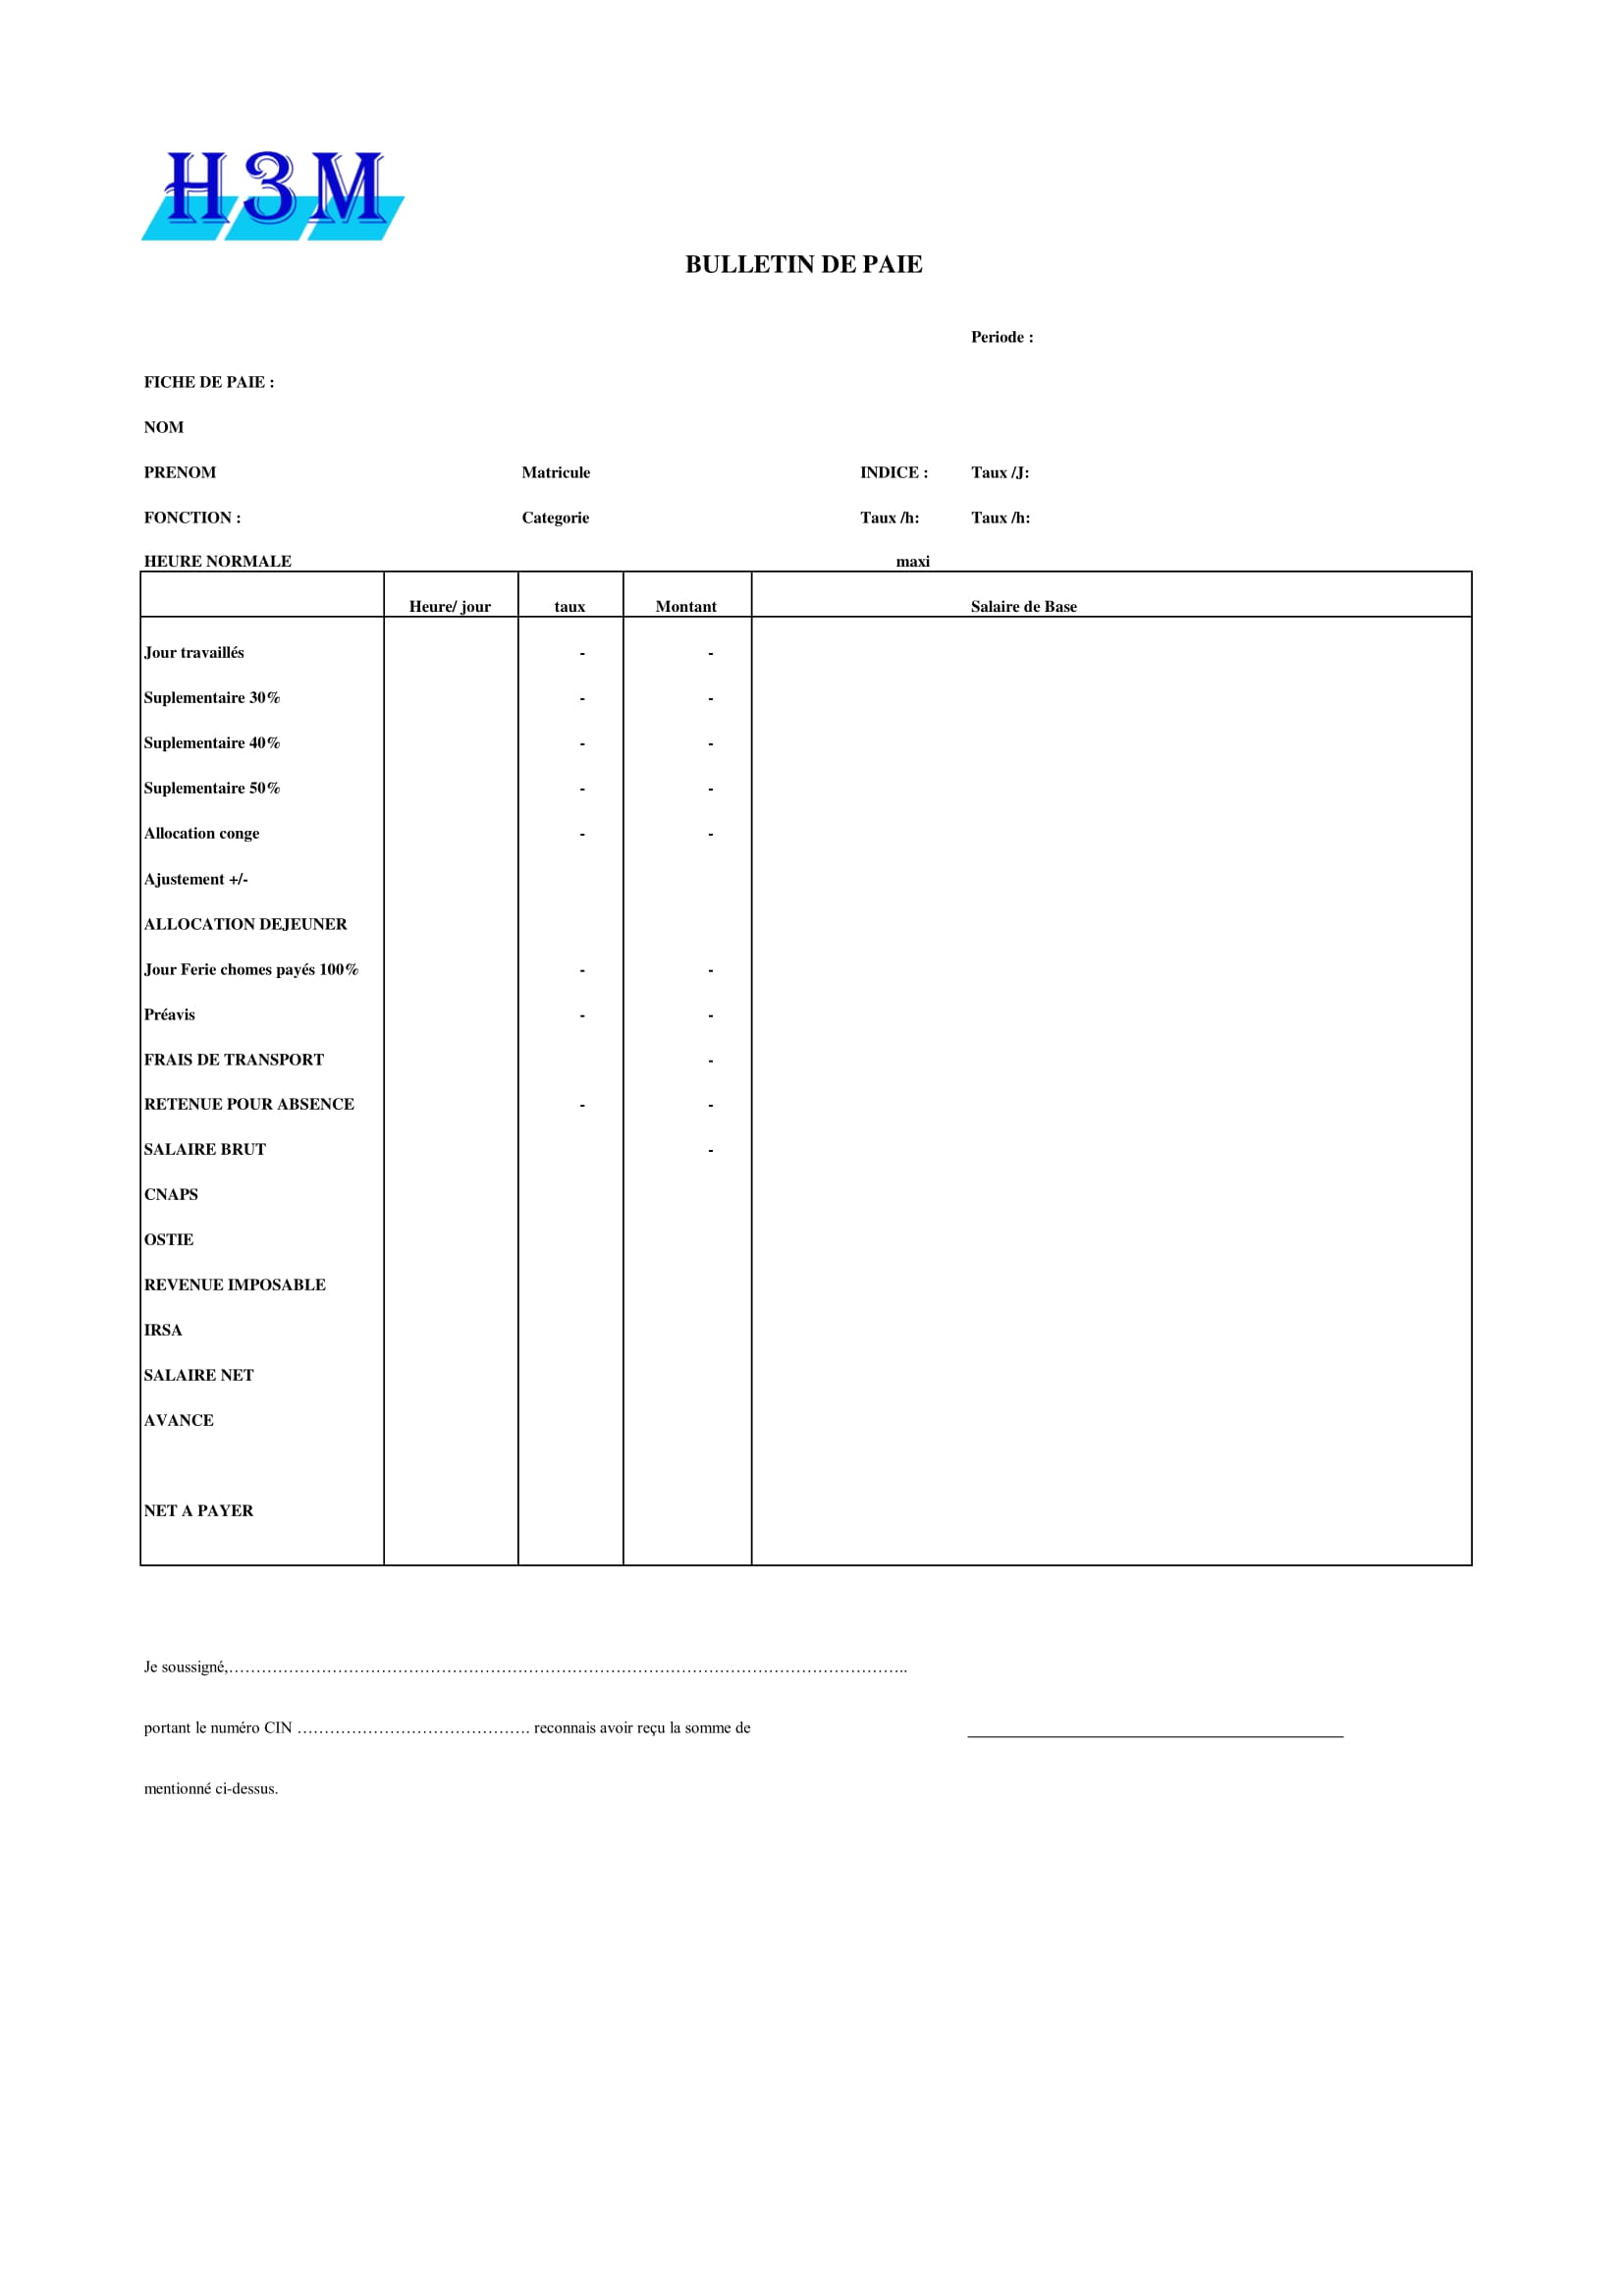 H3M
BULLETIN DE PAIE
Periode :
FICHE DE PAIE :
NOM
PRENOM Matricule INDICE : Taux /J:
FONCTION : Categorie Taux /h: Taux /h:
HEURE NORMALE maxi
Heure/ jour taux Montant Salaire de Base
Jour travaillés - -
Suplementaire 30% - -
Suplementaire 40% - -
Suplementaire 50% - -
Allocation conge - -
Ajustement +/-
ALLOCATION DEJEUNER
Jour Ferie chomes payés 100% - -
Préavis - -
FRAIS DE TRANSPORT -
RETENUE POUR ABSENCE - -
SALAIRE BRUT -
CNAPS
OSTIE
REVENUE IMPOSABLE
IRSA
SALAIRE NET
AVANCE
NET A PAYER
Je soussigné,……………………………………………………………………………………………………………..
portant le numéro CIN ……………………………………. reconnais avoir reçu la somme de
mentionné ci-dessus.